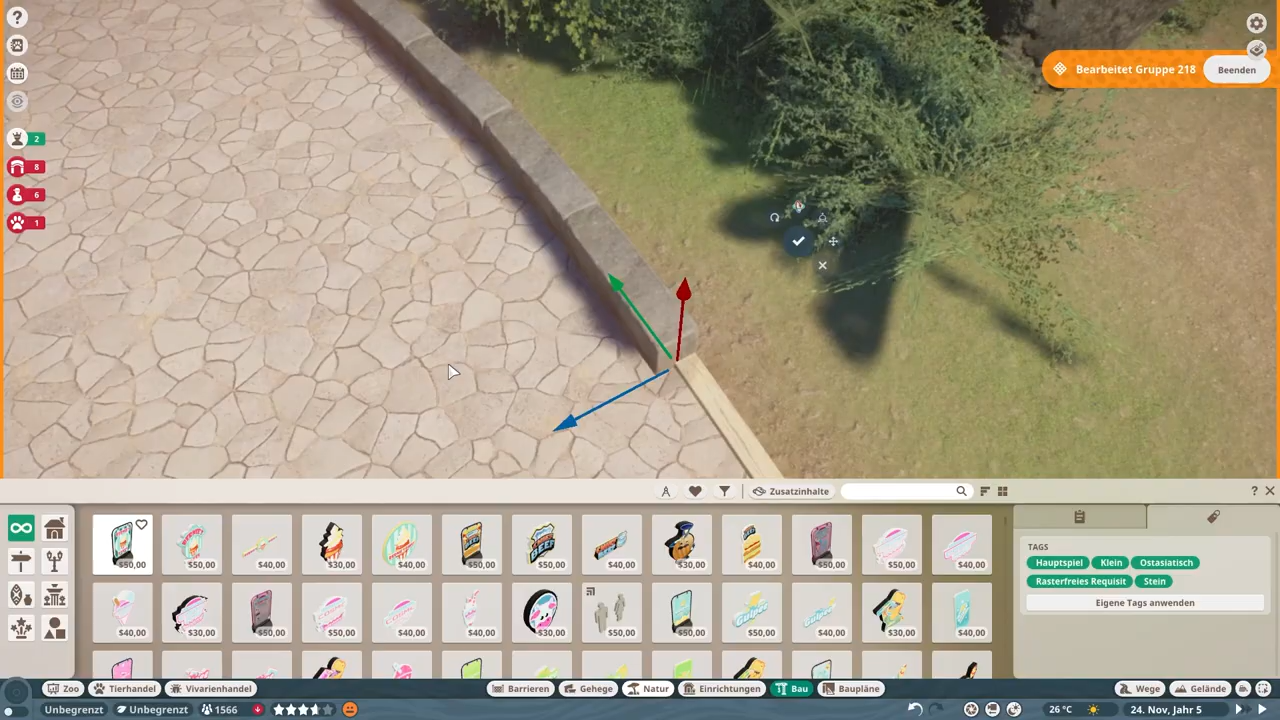 Bearbeitet Gruppe 218 Beenden
2
8
6
1
Zusatzinhalte
?
$50,00 $50,00 $40,00 $30,00 $40,00 $50,00 $50,00 $40,00 $30,00 $40,00 $50,00 $50,00 $40,00
$40,00 $30,00 $50,00 $50,00 $40,00 $40,00 $30,00 $50,00 $50,00 $50,00 $40,00 $30,00 $40,00
TAGS
Hauptspiel Klein Ostasiatisch
Rasterfreies Requisit Stein
Eigene Tags anwenden
Zoo Tierhandel Vivarienhandel Barrieren Gehege Natur Einrichtungen Bau Baupläne Wege Gelände
Unbegrenzt Unbegrenzt 1566 26 °C 24. Nov, Jahr 5